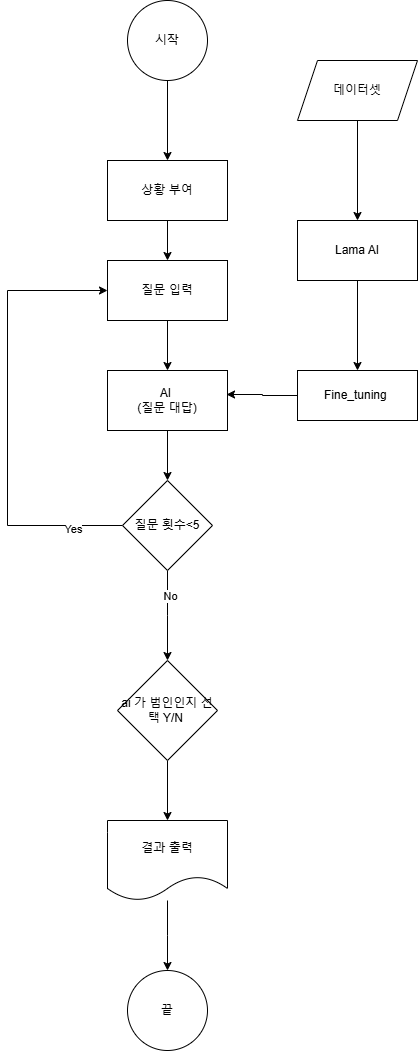 시작
데이터셋
상황 부여
Lama AI
질문 입력
AI
(질문 대답)
Fine_tuning
질문 횟수<5
Yes
No
ai 가 범인인지 선
택 Y/N
결과 출력
끝